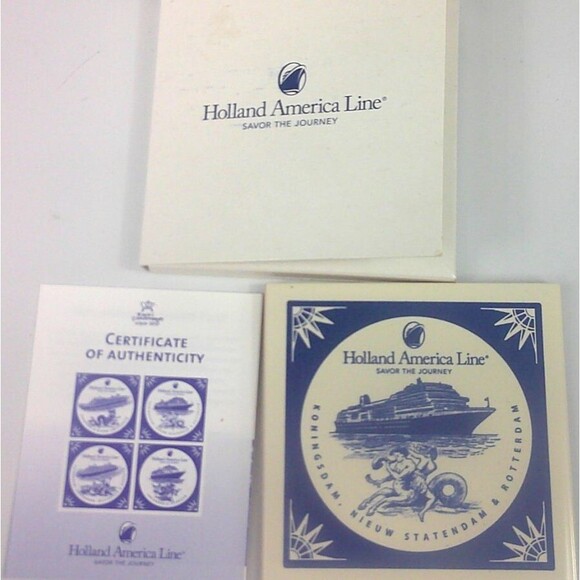 Holland America Line®
SAVOR THE JOURNEY
CERTIFICATE
OF AUTHENTICITY
Holland America Line®
SAVOR THE JOURNEY
Holland America Line®
SAVOR THE JOURNEY
KONINGSDAM, NIEUW STATENDAM & ROTTERDAM